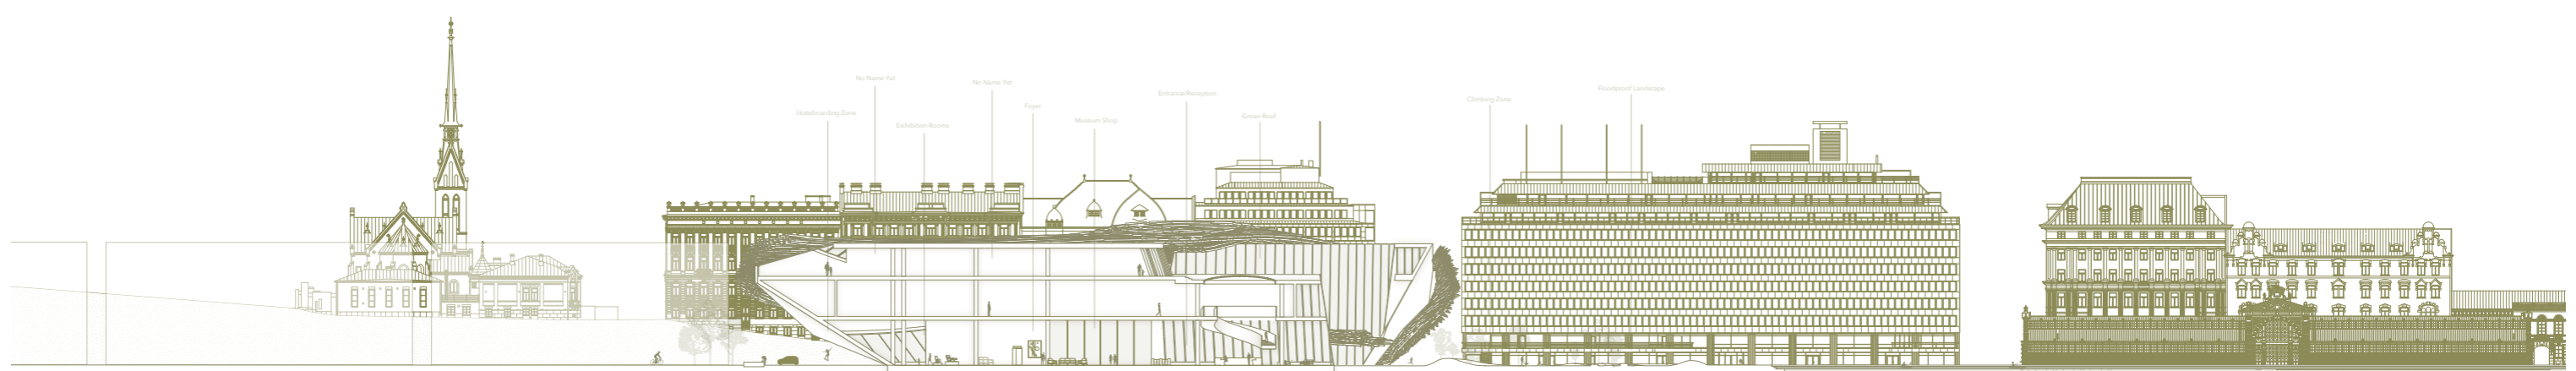 No Name Yet
No Name Yet
Floodproof Landscape
Entrance/Reception
Climbing Zone
Foyer
Skateboarding Zone
Green Roof
Museum Shop
Exhibition Rooms